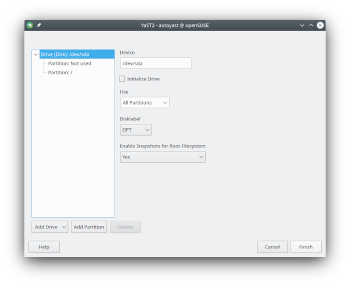 YaST2 - autoyast @ openSUSE
Drive (Disk): /dev/sda
Partition: Not used
Partition: /
Device
/dev/sda
Initialize Drive
Use
All Partitions
Disklabel
GPT
Enable Snapshots for Root-Filesystem
Yes
Add Drive
Add Partition
Delete
Help
Cancel
Finish